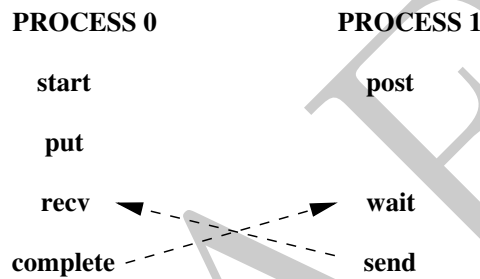 PROCESS 0 PROCESS 1
start post
put
recv wait
complete send